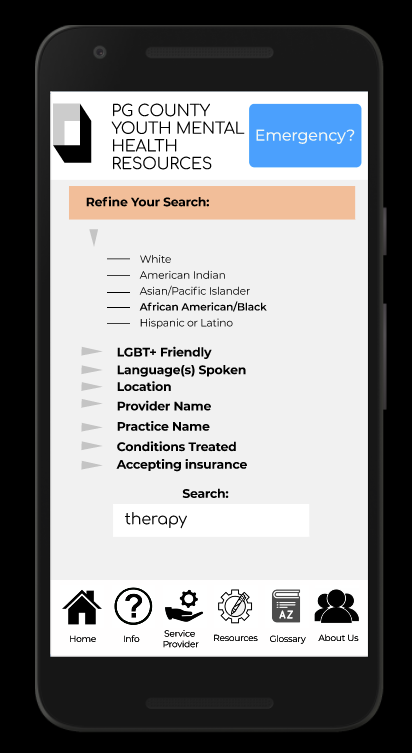 PG COUNTY
YOUTH MENTAL
HEALTH
RESOURCES
Emergency?
Refine Your Search:
White
American Indian
Asian/Pacific Islander
African American/Black
Hispanic or Latino
LGBT+ Friendly
Language(s) Spoken
Location
Provider Name
Practice Name
Conditions Treated
Accepting insurance
Search:
therapy
?
AZ
Home
Info
Service
Provider
Resources
Glossary
About Us